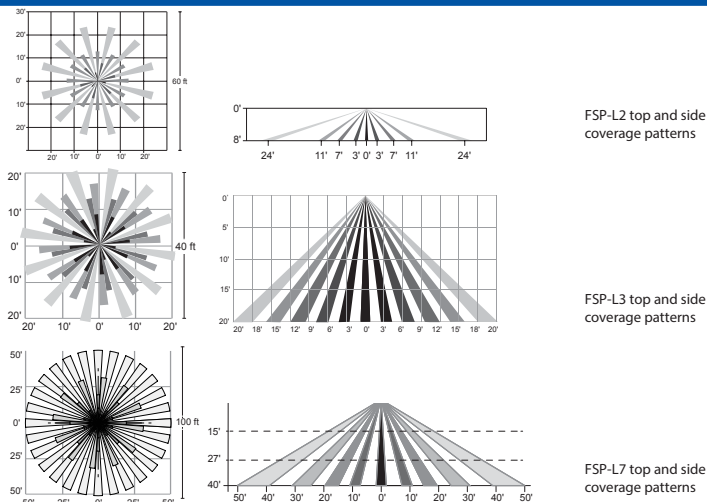 30'
20'
10'
0'
10'
20'
20' 10' 0' 10' 20'
60 ft
0'
8'
24' 11' 7' 3' 0' 3' 7' 11' 24'
FSP-L2 top and side
coverage patterns
20'
10'
0'
10'
20'
20' 10' 0' 10' 20'
40 ft
0'
5'
10'
15'
20'
20' 18' 15' 12' 9' 6' 3' 0' 3' 6' 9' 12' 15' 18' 20'
FSP-L3 top and side
coverage patterns
50'
25'
0'
25'
50'
50' 25' 0' 25' 50'
100 ft
15'
27'
40'
50' 40' 30' 20' 10' 0' 10' 20' 30' 40' 50'
FSP-L7 top and side
coverage patterns